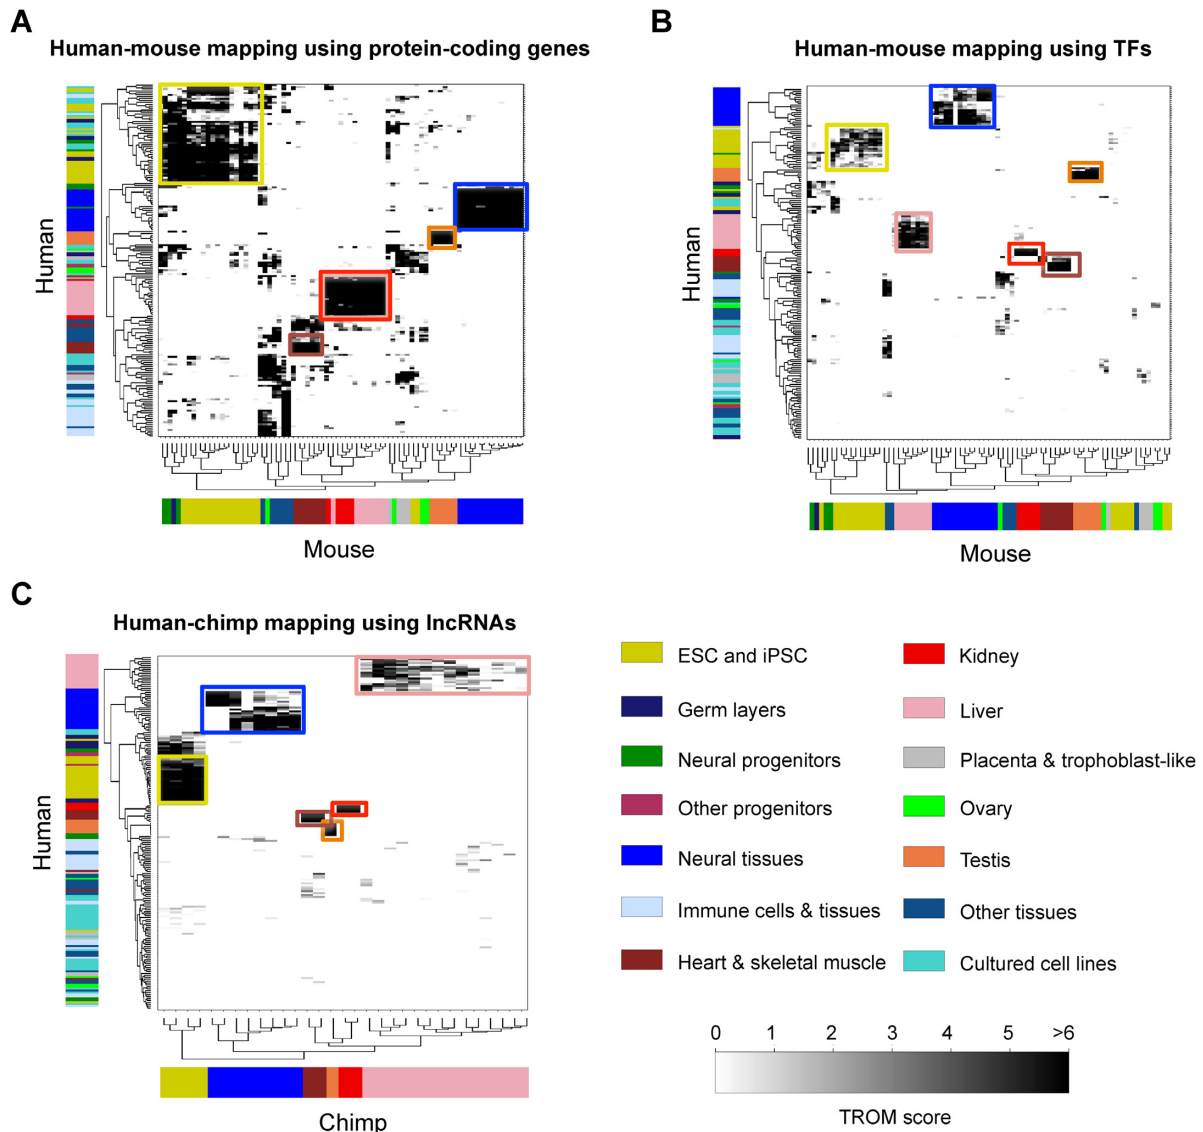 A
Human-mouse mapping using protein-coding genes
Human
Mouse
B
Human-mouse mapping using TFs
Human
Mouse
C
Human-chimp mapping using lncRNAs
Human
Chimp
ESC and iPSC
Germ layers
Neural progenitors
Other progenitors
Neural tissues
Immune cells & tissues
Heart & skeletal muscle
Kidney
Liver
Placenta & trophoblast-like
Ovary
Testis
Other tissues
Cultured cell lines
0 1 2 3 4 5 >6
TROM score